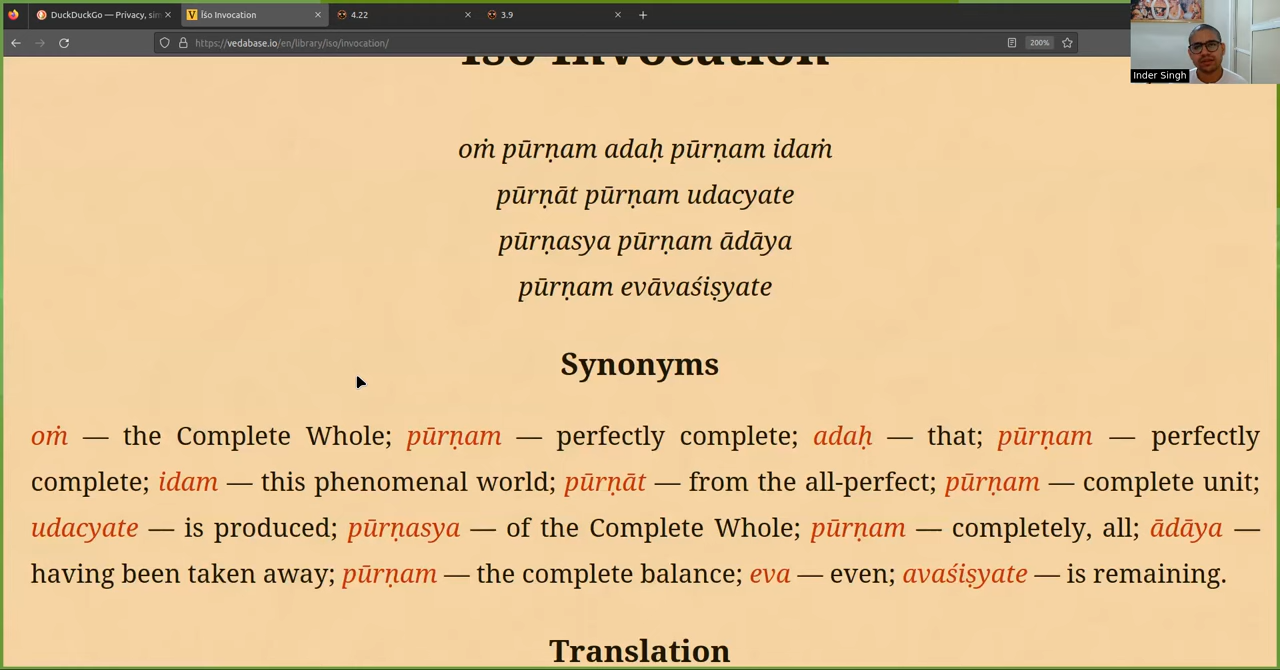 DuckDuckGo — Privacy, sim
Īśo Invocation
4.22
3.9
https://vedabase.io/en/library/iso/invocation/
200%
Inder Singh
Īśo Invocation
oṁ pūrṇam adaḥ pūrṇam idaṁ
pūrṇāt pūrṇam udacyate
pūrṇasya pūrṇam ādāya
pūrṇam evāvaśiṣyate
Synonyms
oṁ — the Complete Whole; pūrṇam — perfectly complete; adaḥ — that; pūrṇam — perfectly
complete; idam — this phenomenal world; pūrṇāt — from the all-perfect; pūrṇam — complete unit;
udacyate — is produced; pūrṇasya — of the Complete Whole; pūrṇam — completely, all; ādāya —
having been taken away; pūrṇam — the complete balance; eva — even; avaśiṣyate — is remaining.
Translation